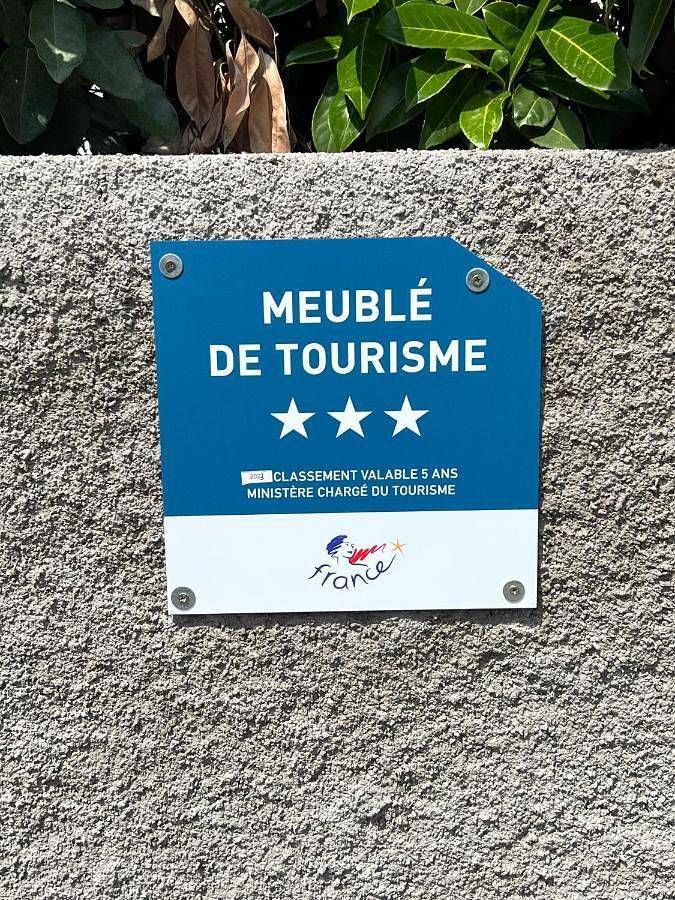 MEUBLÉ
DE TOURISME
2023 CLASSEMENT VALABLE 5 ANS
MINISTÈRE CHARGÉ DU TOURISME
france